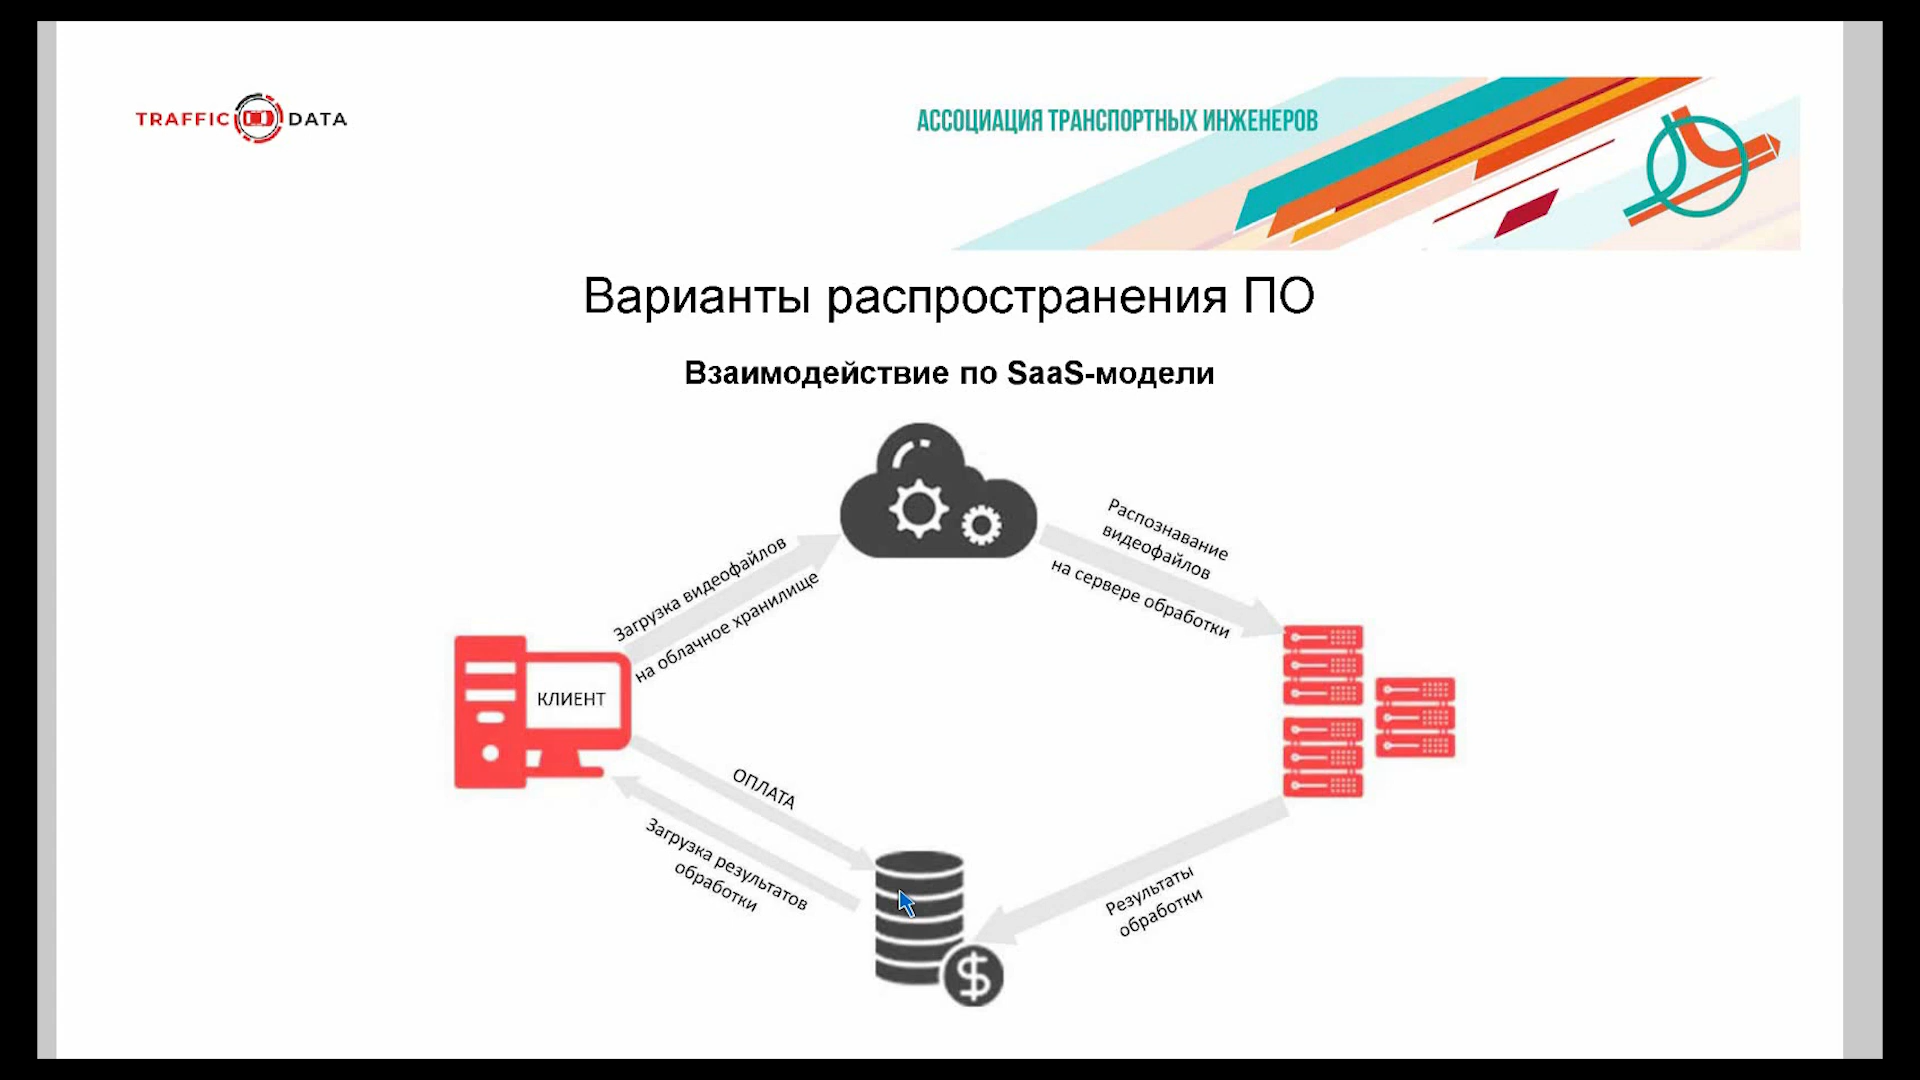 TRAFFIC DATA
АССОЦИАЦИЯ ТРАНСПОРТНЫХ ИНЖЕНЕРОВ
Варианты распространения ПО
Взаимодействие по SaaS-модели
Загрузка видеофайлов
на облачное хранилище
Распознавание
видеофайлов
на сервере обработки
КЛИЕНТ
ОПЛАТА
Загрузка результатов
обработки
Результаты
обработки
$